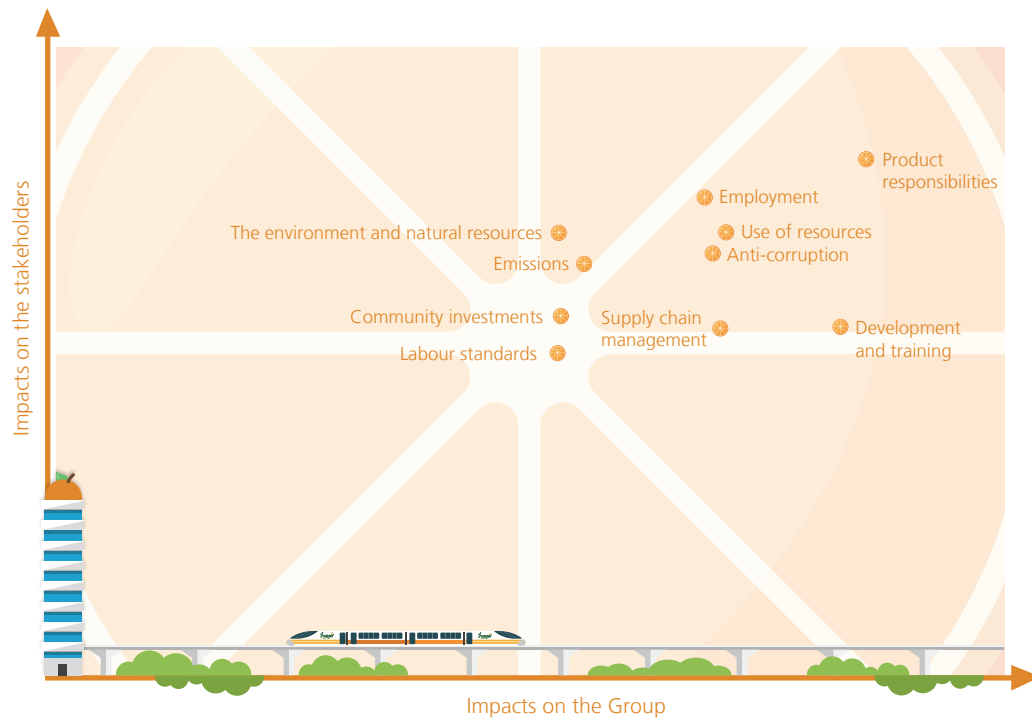 Impacts on the stakeholders
Product
responsibilities
Employment
The environment and natural resources
Use of resources
Anti-corruption
Emissions
Community investments
Supply chain
management
Development
and training
Labour standards
Impacts on the Group